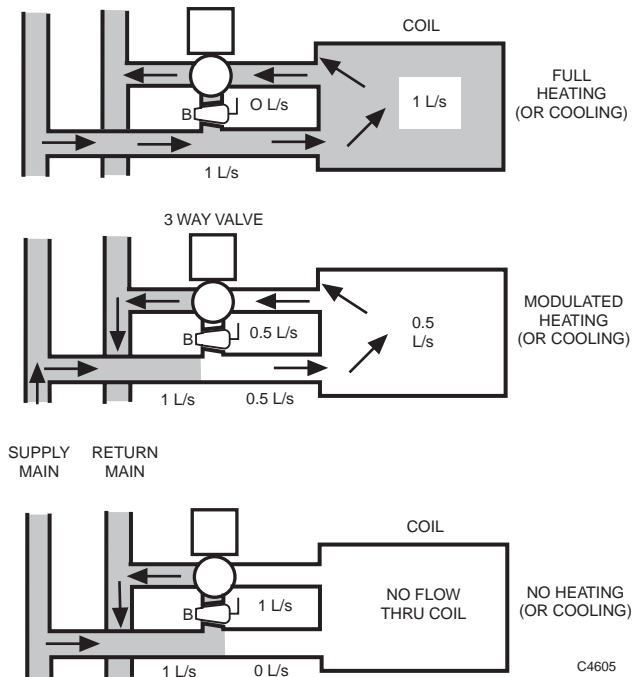 COIL
FULL
HEATING
(OR COOLING)
1 L/s
B
O L/s
1 L/s
3 WAY VALVE
MODULATED
HEATING
(OR COOLING)
0.5
L/s
B
0.5 L/s
1 L/s
0.5 L/s
SUPPLY
MAIN
RETURN
MAIN
COIL
NO FLOW
THRU COIL
NO HEATING
(OR COOLING)
B
1 L/s
1 L/s
0 L/s
C4605